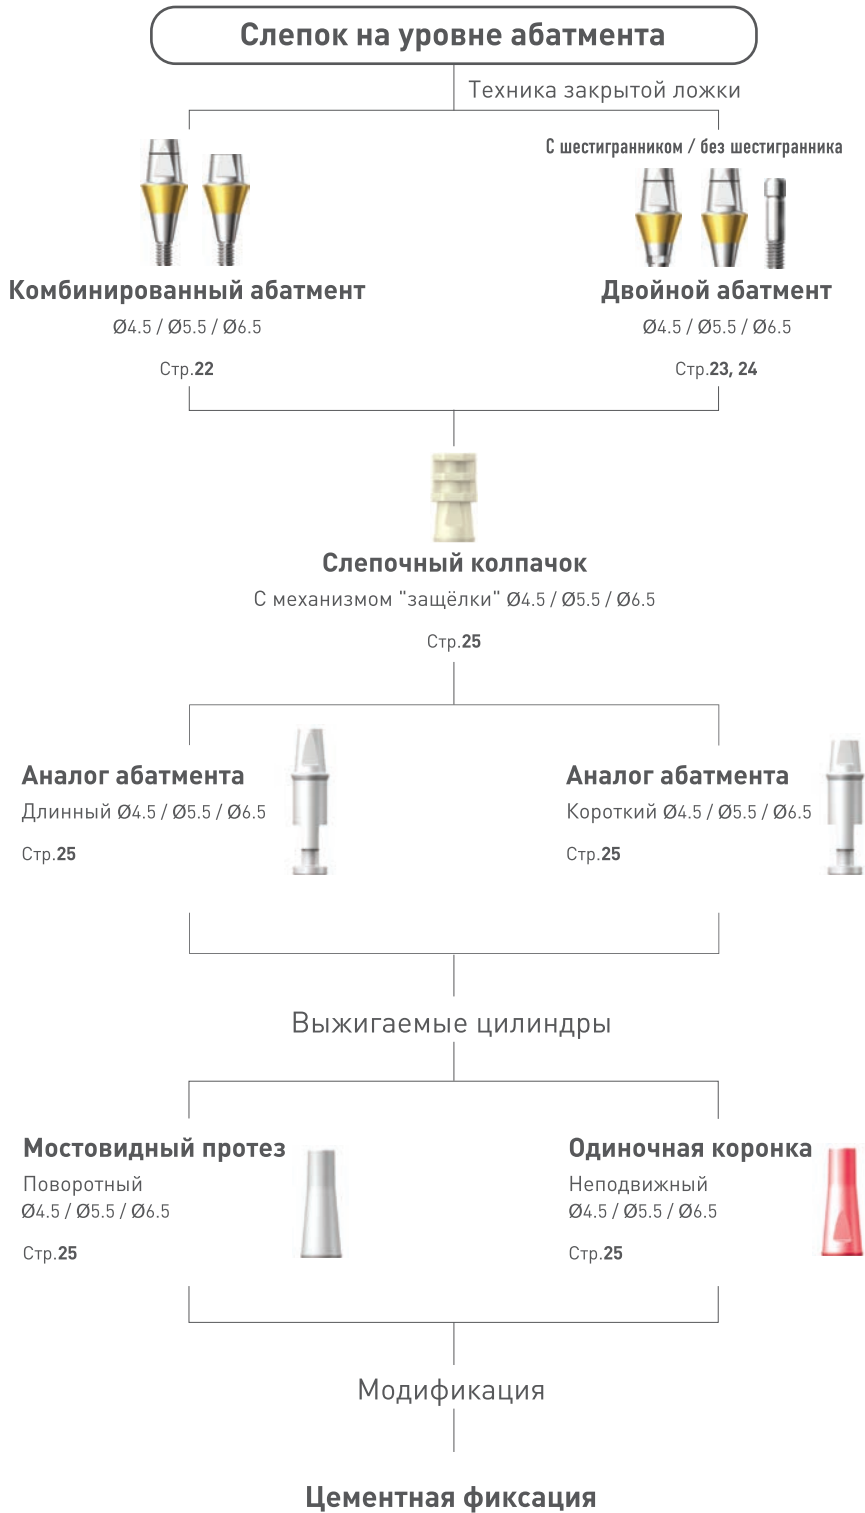 Слепок на уровне абатмента
Техника закрытой ложки
С шестигранником / без шестигранника
Комбинированный абатмент
Ø4.5 / Ø5.5 / Ø6.5
Стр.22
Двойной абатмент
Ø4.5 / Ø5.5 / Ø6.5
Стр.23, 24
Слепочный колпачок
С механизмом "защёлки" Ø4.5 / Ø5.5 / Ø6.5
Стр.25
Аналог абатмента
Длинный Ø4.5 / Ø5.5 / Ø6.5
Стр.25
Аналог абатмента
Короткий Ø4.5 / Ø5.5 / Ø6.5
Стр.25
Выжигаемые цилиндры
Мостовидный протез
Поворотный
Ø4.5 / Ø5.5 / Ø6.5
Стр.25
Одиночная коронка
Неподвижный
Ø4.5 / Ø5.5 / Ø6.5
Стр.25
Модификация
Цементная фиксация